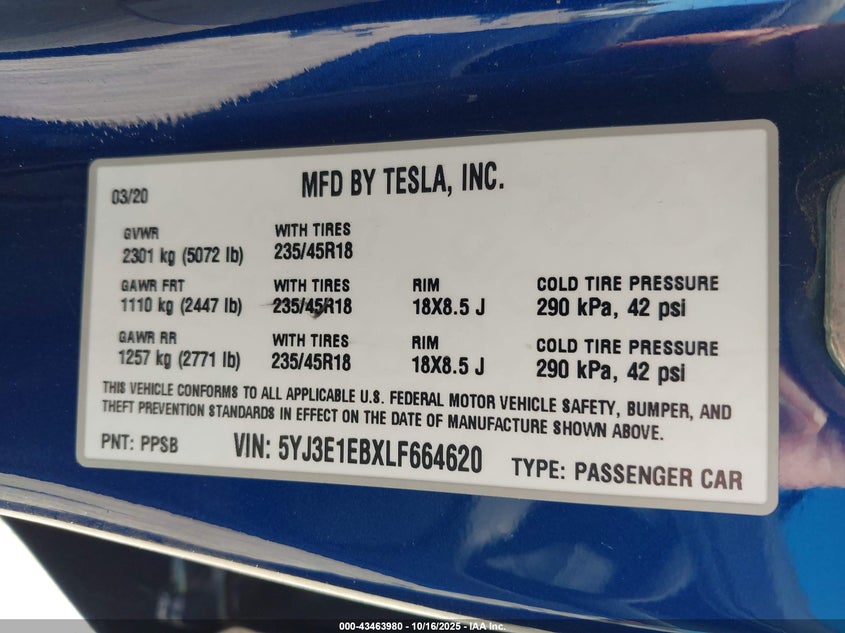 03/20
MFD BY TESLA, INC.
GVWR
2301 kg (5072 lb)
WITH TIRES
235/45R18
GAWR FRT
1110 kg (2447 lb)
WITH TIRES
235/45R18
RIM
18X8.5 J
COLD TIRE PRESSURE
290 kPa, 42 psi
GAWR RR
1257 kg (2771 lb)
WITH TIRES
235/45R18
RIM
18X8.5 J
COLD TIRE PRESSURE
290 kPa, 42 psi
THIS VEHICLE CONFORMS TO ALL APPLICABLE U.S. FEDERAL MOTOR VEHICLE SAFETY, BUMPER, AND
THEFT PREVENTION STANDARDS IN EFFECT ON THE DATE OF MANUFACTURE SHOWN ABOVE.
PNT: PPSB
VIN: 5YJ3E1EBXLF664620
TYPE: PASSENGER CAR
000-43463980 - 10/16/2025 - IAA Inc.